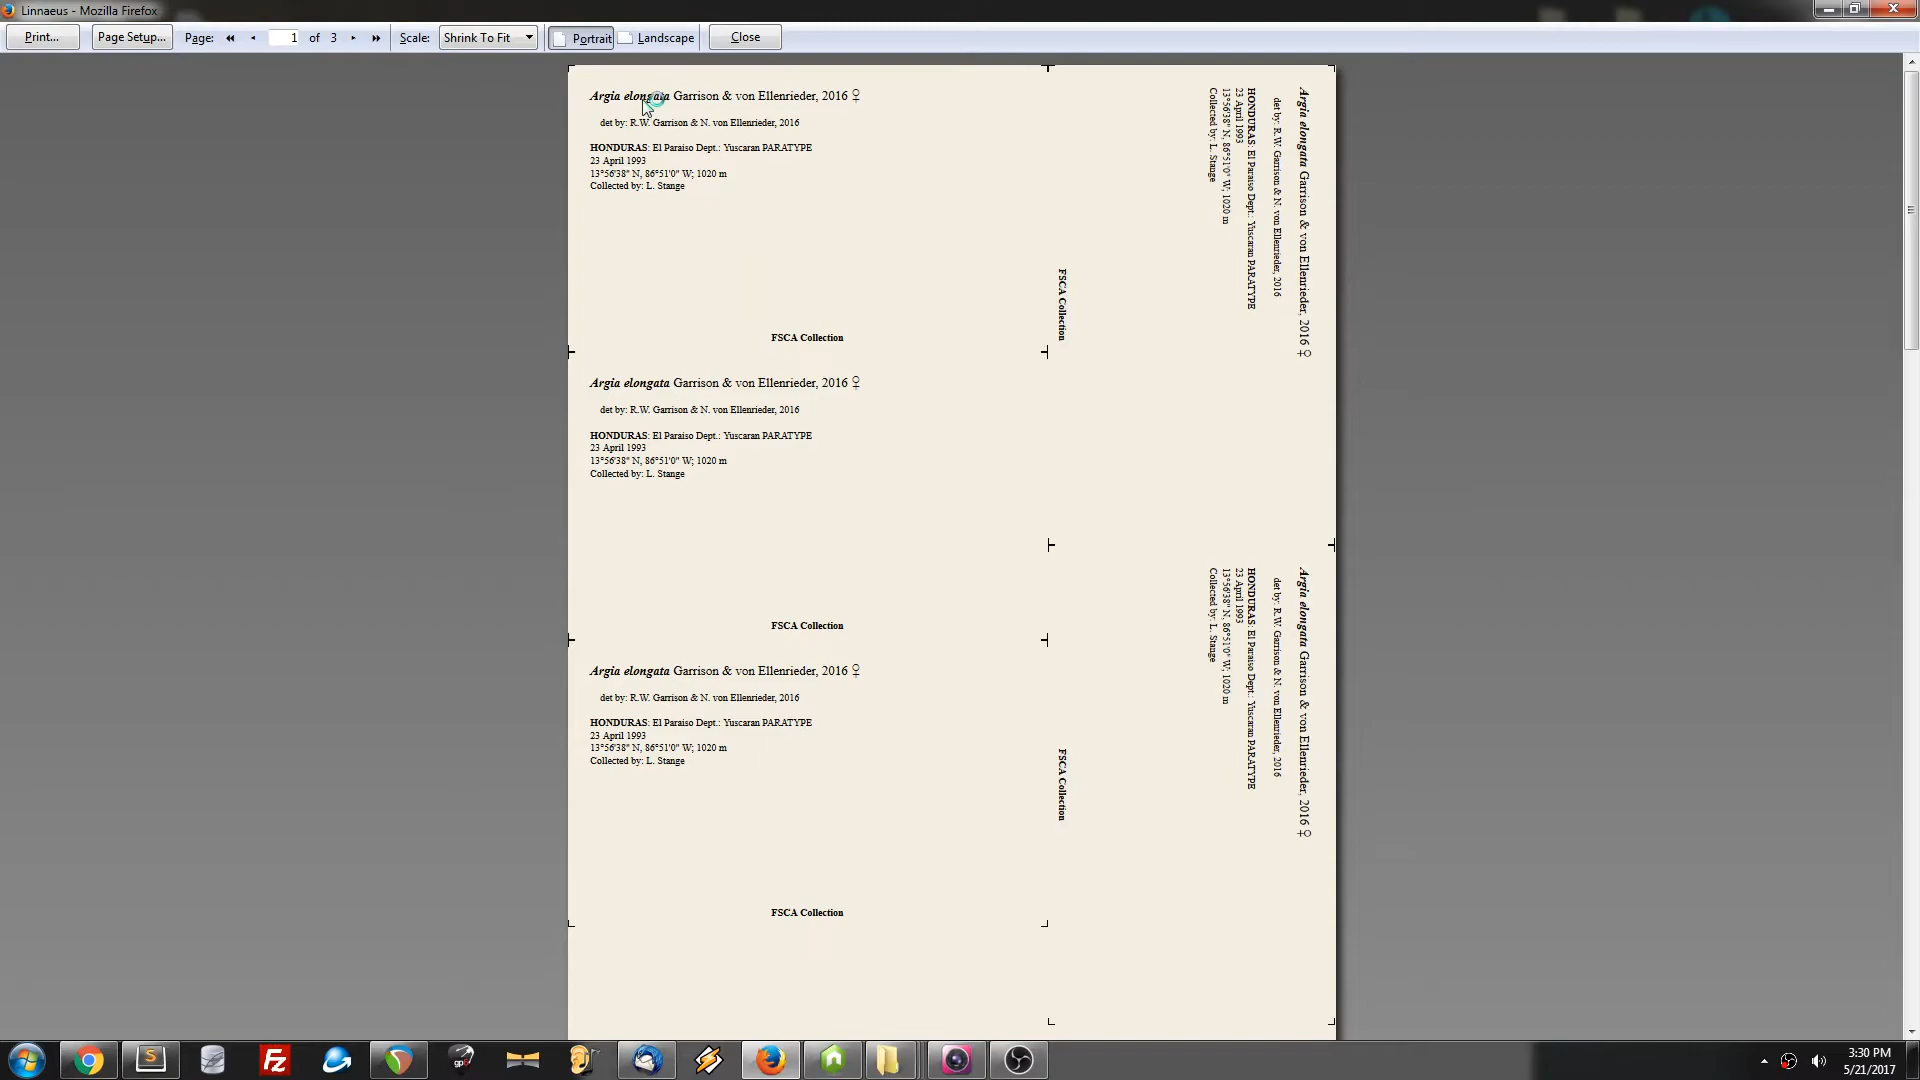 Linnaeus - Mozilla Firefox
Print... Page Setup... Page: 1 of 3 Scale: Shrink To Fit Portrait Landscape Close
Argia elongata Garrison & von Ellenrieder, 2016 ♀
det by: R.W. Garrison & N. von Ellenrieder, 2016
HONDURAS: El Paraiso Dept.: Yuscaran PARATYPE
23 April 1993
13°56'38" N, 86°51'0" W; 1020 m
Collected by: L. Stange
FSCA Collection
Argia elongata Garrison & von Ellenrieder, 2016 ♀
det by: R.W. Garrison & N. von Ellenrieder, 2016
HONDURAS: El Paraiso Dept.: Yuscaran PARATYPE
23 April 1993
13°56'38" N, 86°51'0" W; 1020 m
Collected by: L. Stange
FSCA Collection
Argia elongata Garrison & von Ellenrieder, 2016 ♀
det by: R.W. Garrison & N. von Ellenrieder, 2016
HONDURAS: El Paraiso Dept.: Yuscaran PARATYPE
23 April 1993
13°56'38" N, 86°51'0" W; 1020 m
Collected by: L. Stange
FSCA Collection
Argia elongata Garrison & von Ellenrieder, 2016 ♀
det by: R.W. Garrison & N. von Ellenrieder, 2016
HONDURAS: El Paraiso Dept.: Yuscaran PARATYPE
23 April 1993
13°56'38" N, 86°51'0" W; 1020 m
Collected by: L. Stange
FSCA Collection
Argia elongata Garrison & von Ellenrieder, 2016 ♀
det by: R.W. Garrison & N. von Ellenrieder, 2016
HONDURAS: El Paraiso Dept.: Yuscaran PARATYPE
23 April 1993
13°56'38" N, 86°51'0" W; 1020 m
Collected by: L. Stange
FSCA Collection
3:30 PM
5/21/2017